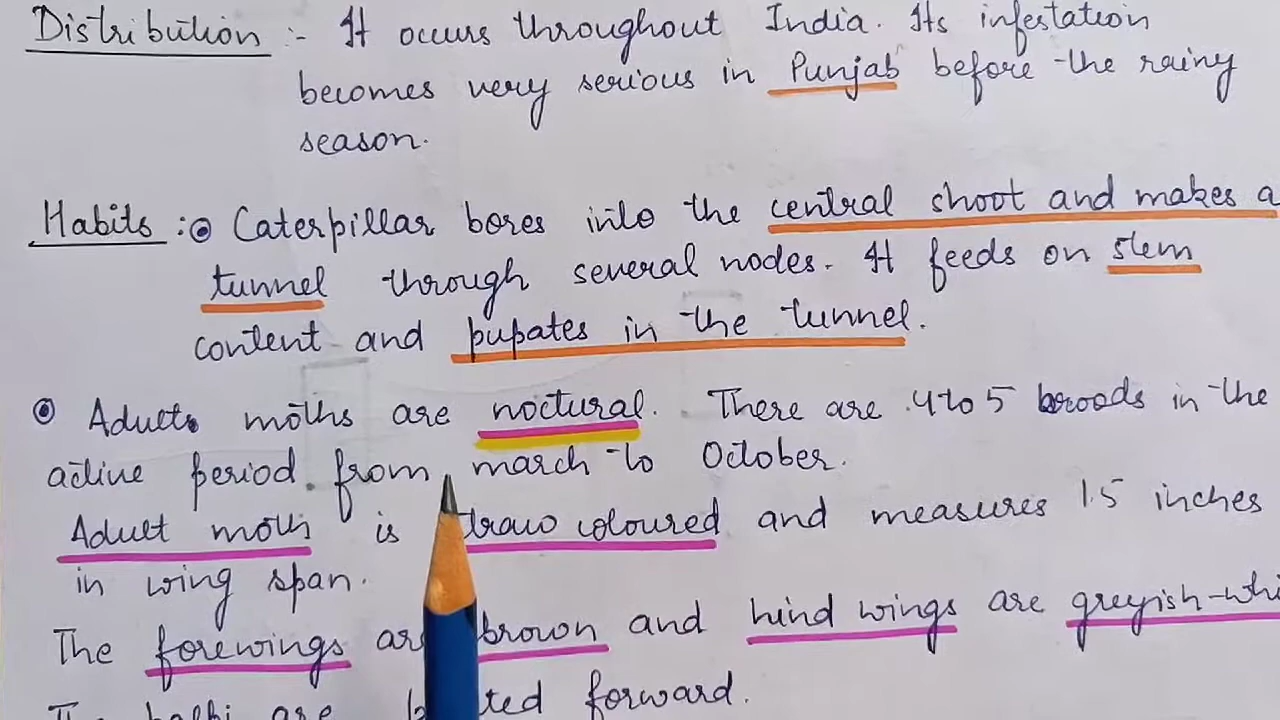 Distribution :- It occurs throughout India. Its infestation
becomes very serious in Punjab before the rainy
season.
Habits :- Caterpillar bores into the central shoot and makes a
tunnel through several nodes. It feeds on stem
content and pupates in the tunnel.
Adult moths are noctural. There are 4 to 5 broods in the
active period from march to October.
Adult moth is coloured and measures 1.5 inches
in wing span.
The forewings are brown and hind wings are greyish-whi
The are forward.